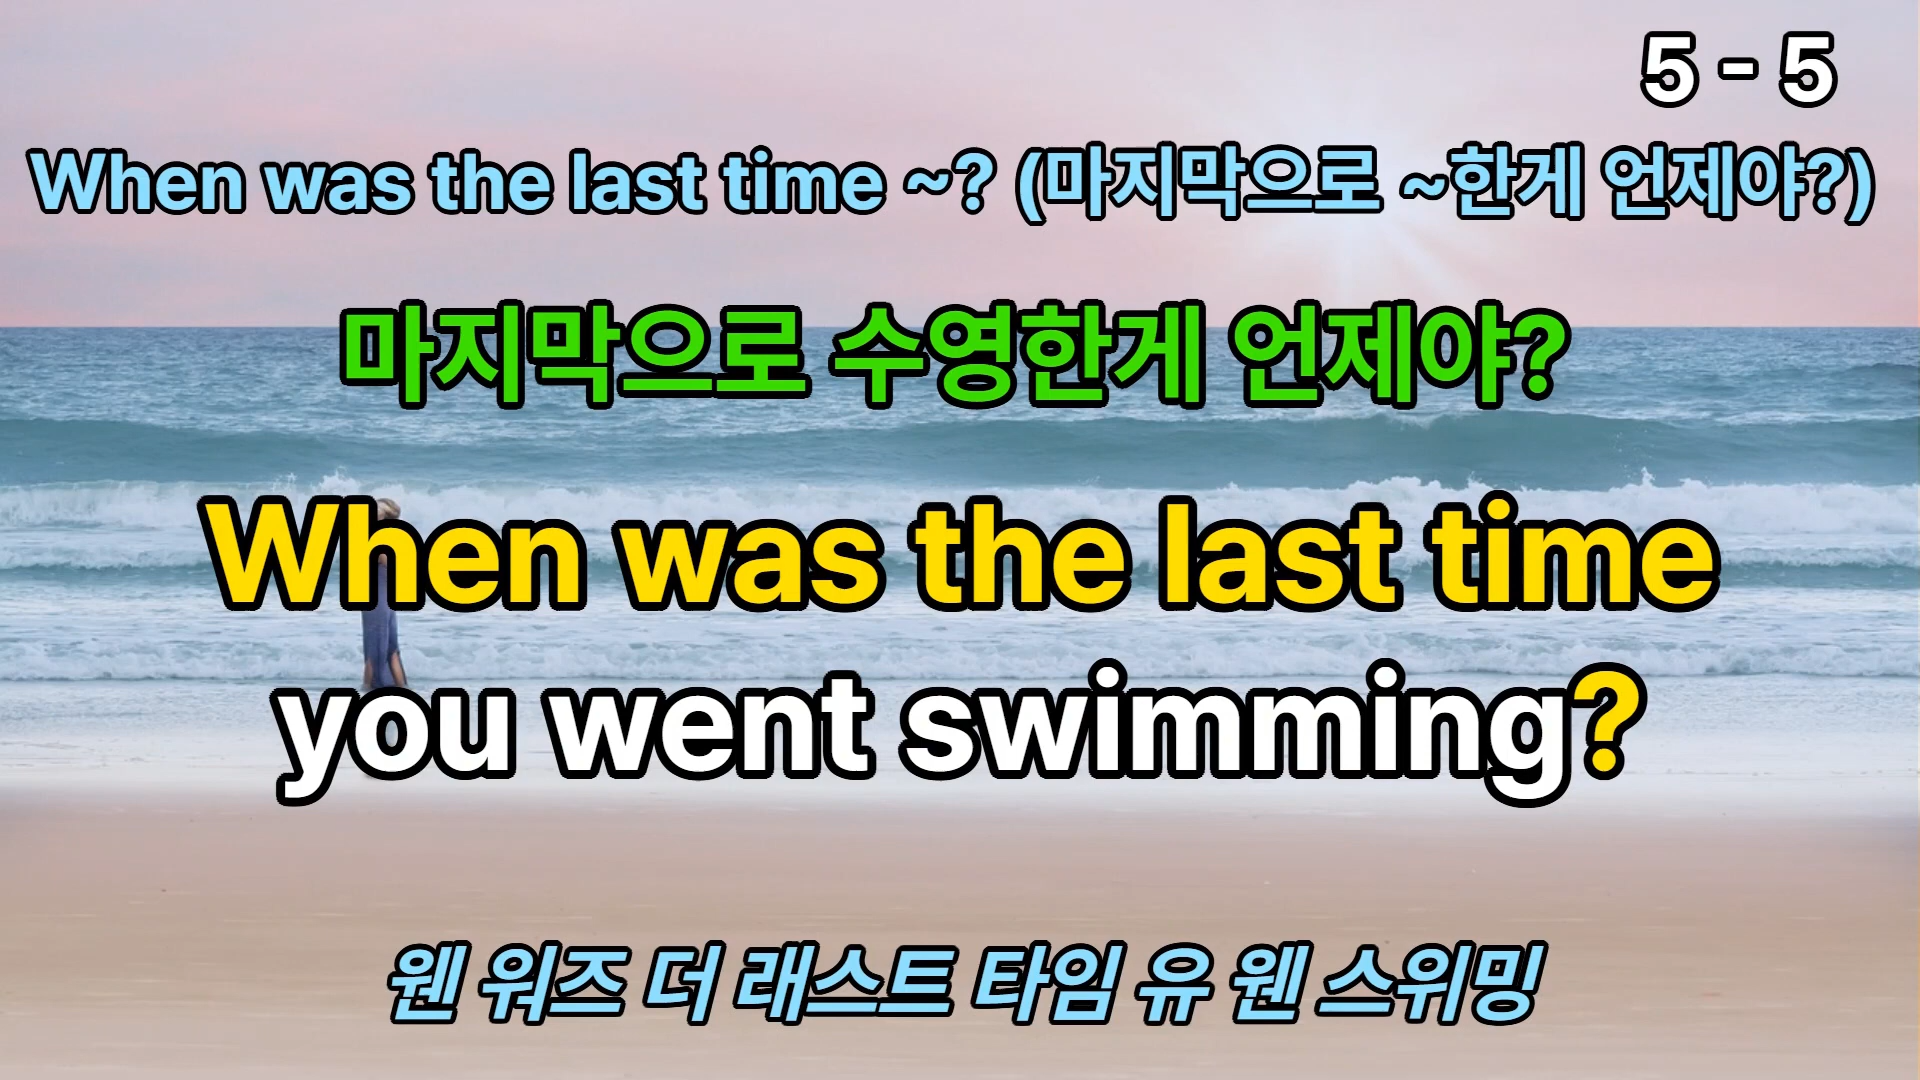 5 - 5
When was the last time ~? (마지막으로 ~한게 언제야?)
마지막으로 수영한게 언제야?
When was the last time
you went swimming?
웬 워즈 더 래스트 타임 유 웬 스위밍